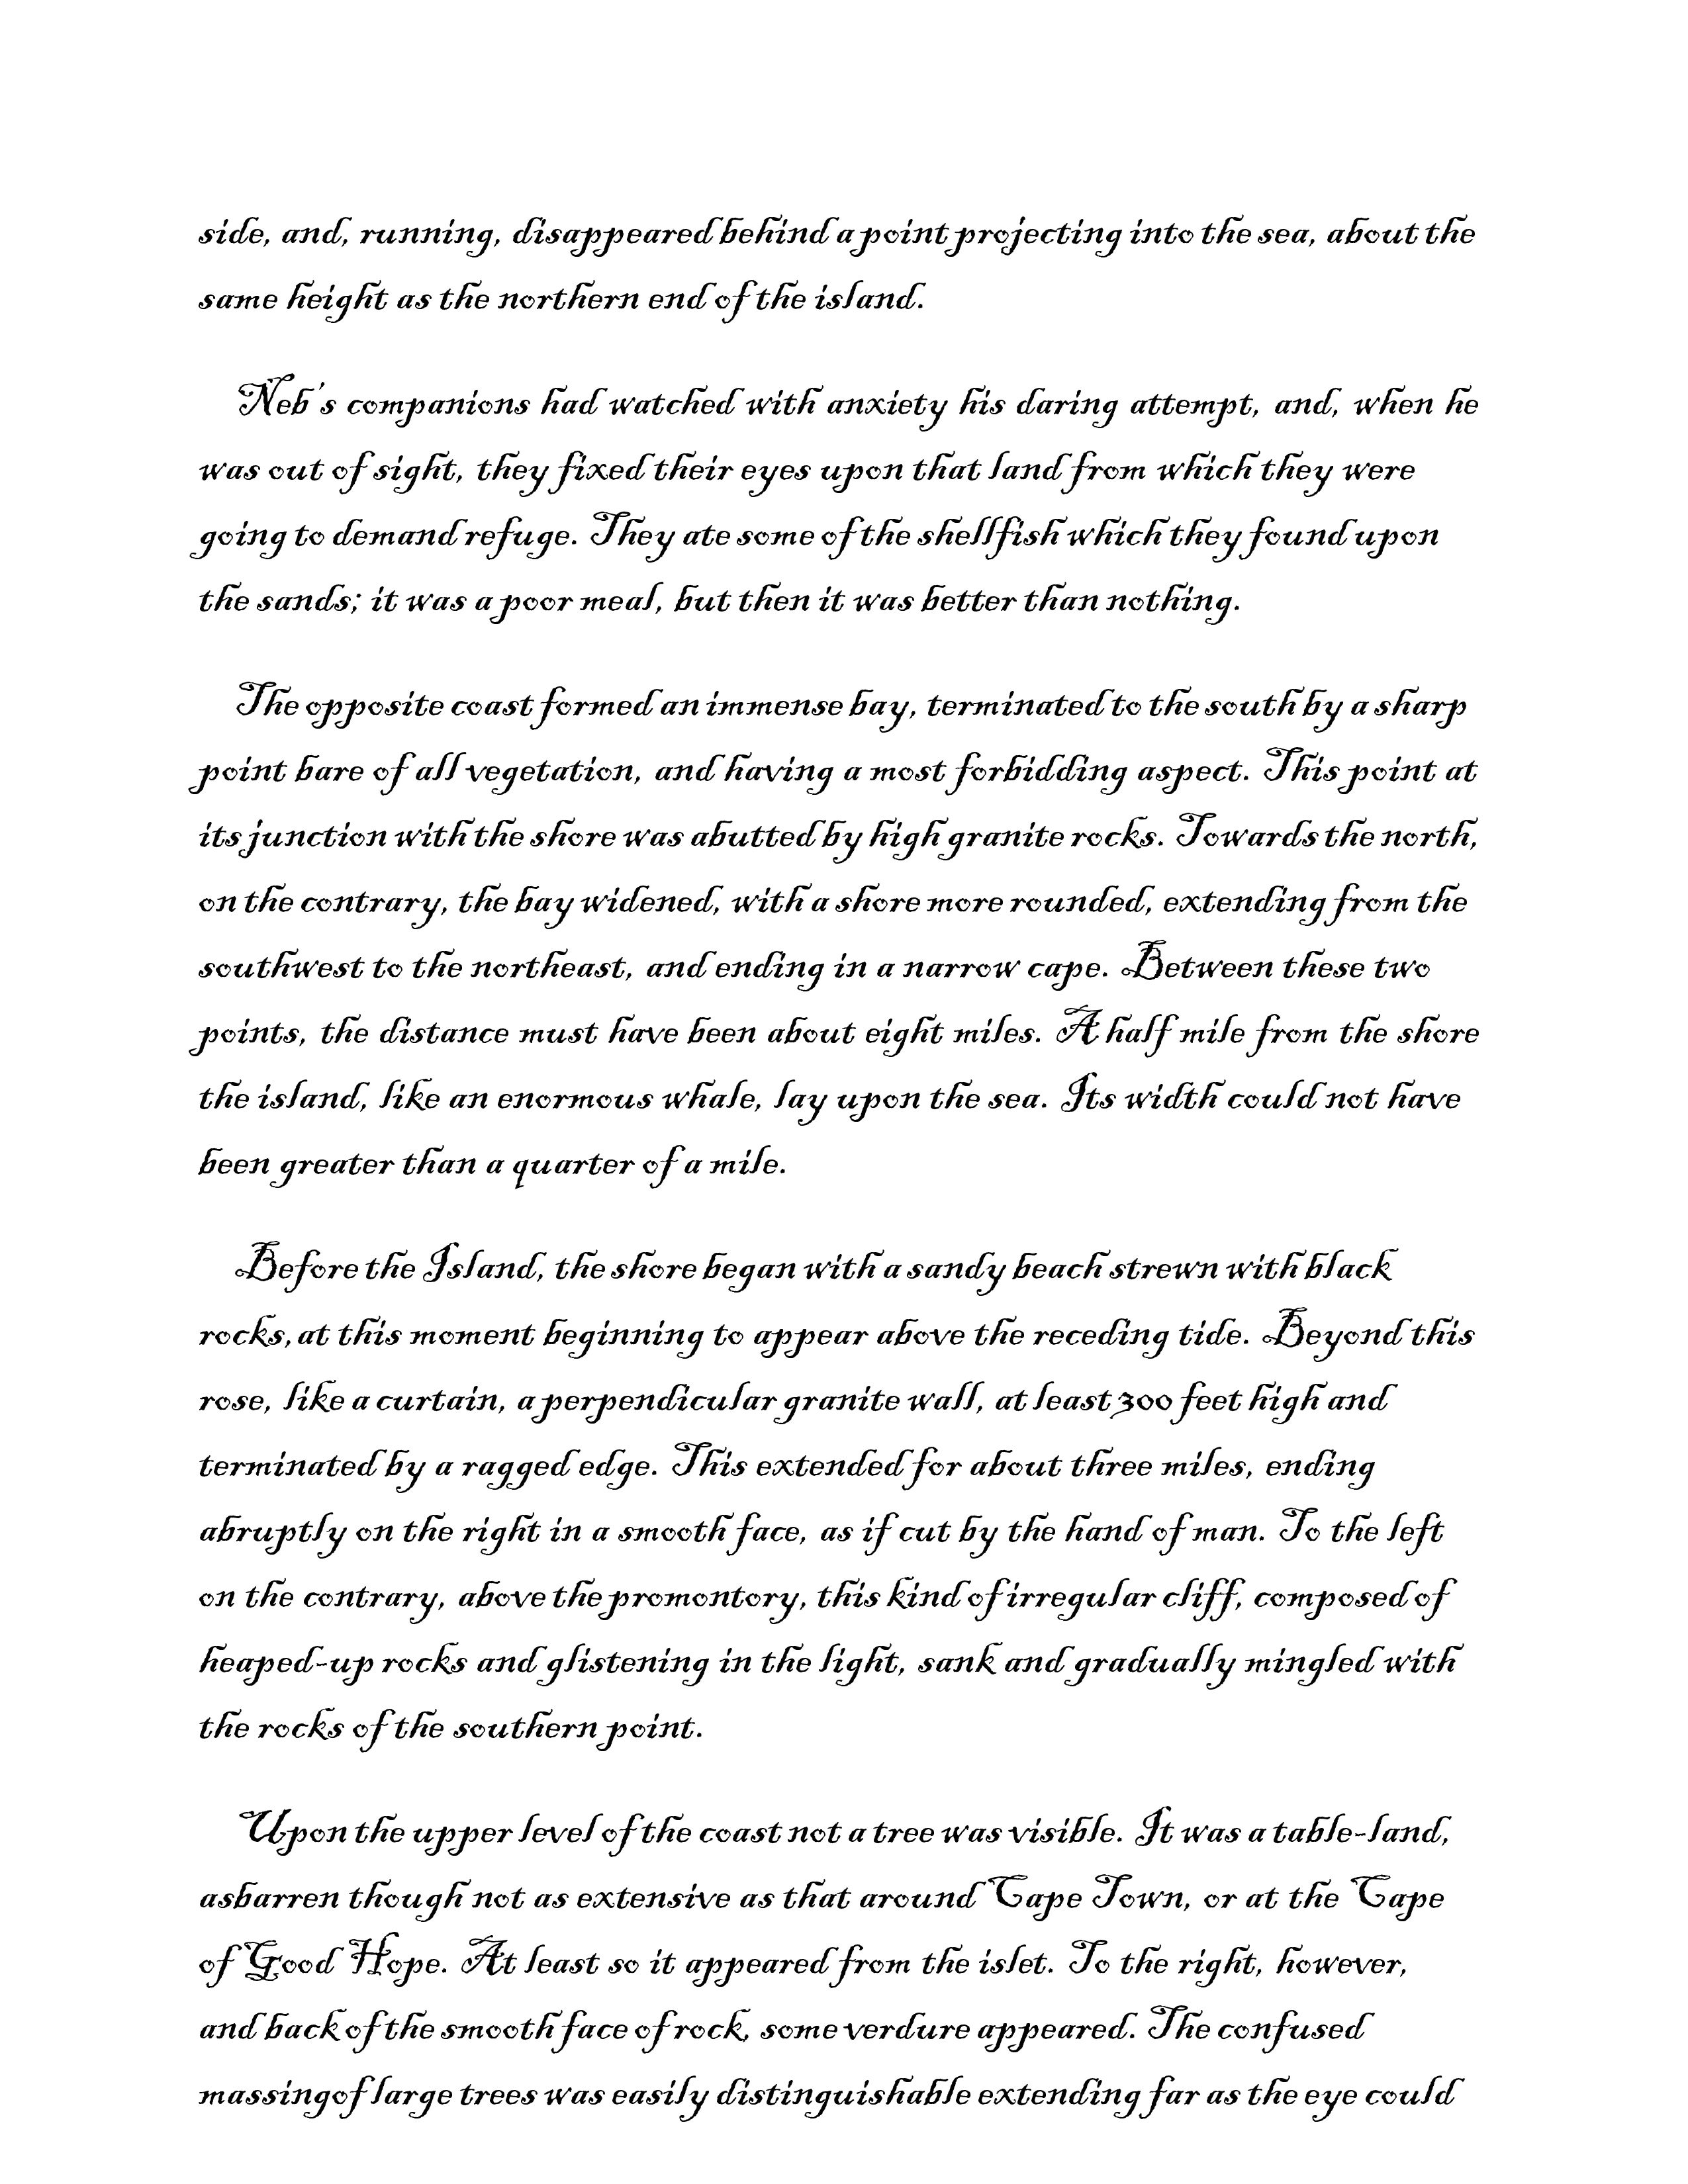 side, and, running, disappeared behind a point projecting into the sea, about the
same height as the northern end of the island.
Neb's companions had watched with anxiety his daring attempt, and, when he
was out of sight, they fixed their eyes upon that land from which they were
going to demand refuge. They ate some of the shellfish which they found upon
the sands; it was a poor meal, but then it was better than nothing.
The opposite coast formed an immense bay, terminated to the south by a sharp
point bare of all vegetation, and having a most forbidding aspect. This point at
its junction with the shore was abutted by high granite rocks. Towards the north,
on the contrary, the bay widened, with a shore more rounded, extending from the
southwest to the northeast, and ending in a narrow cape. Between these two
points, the distance must have been about eight miles. A half mile from the shore
the island, like an enormous whale, lay upon the sea. Its width could not have
been greater than a quarter of a mile.
Before the Island, the shore began with a sandy beach strewn with black
rocks, at this moment beginning to appear above the receding tide. Beyond this
rose, like a curtain, a perpendicular granite wall, at least 300 feet high and
terminated by a ragged edge. This extended for about three miles, ending
abruptly on the right in a smooth face, as if cut by the hand of man. To the left
on the contrary, above the promontory, this kind of irregular cliff, composed of
heaped-up rocks and glistening in the light, sank and gradually mingled with
the rocks of the southern point.
Upon the upper level of the coast not a tree was visible. It was a table-land,
asbarren though not as extensive as that around Cape Town, or at the Cape
of Good Hope. At least so it appeared from the islet. To the right, however,
and back of the smooth face of rock, some verdure appeared. The confused
massingof large trees was easily distinguishable extending far as the eye could